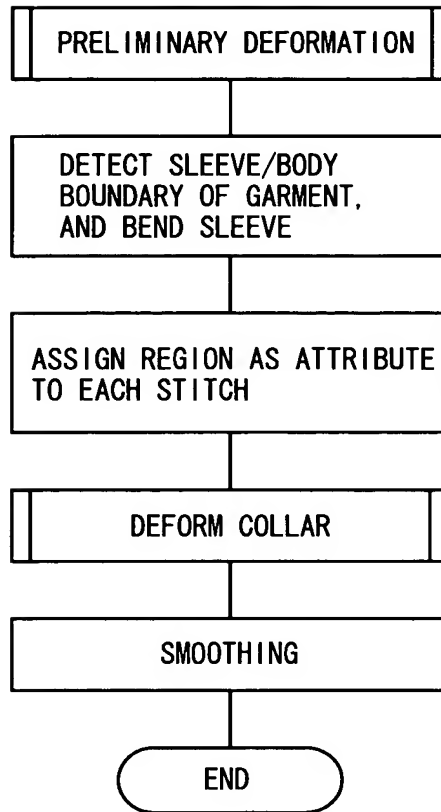 PRELIMINARY DEFORMATION
DETECT SLEEVE/BODY
BOUNDARY OF GARMENT,
AND BEND SLEEVE
ASSIGN REGION AS ATTRIBUTE
TO EACH STITCH
DEFORM COLLAR
SMOOTHING
END